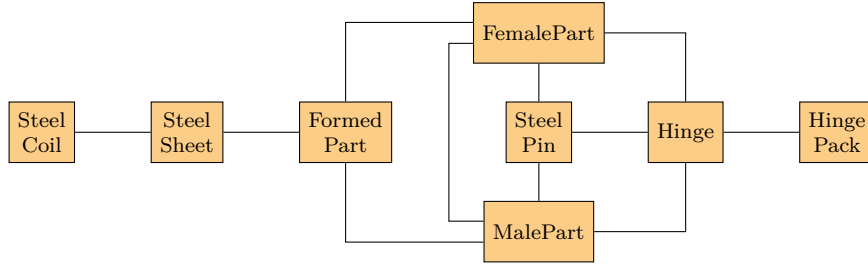 FemalePart
Steel
Coil
Steel
Sheet
Formed
Part
Steel
Pin
Hinge
Hinge
Pack
MalePart